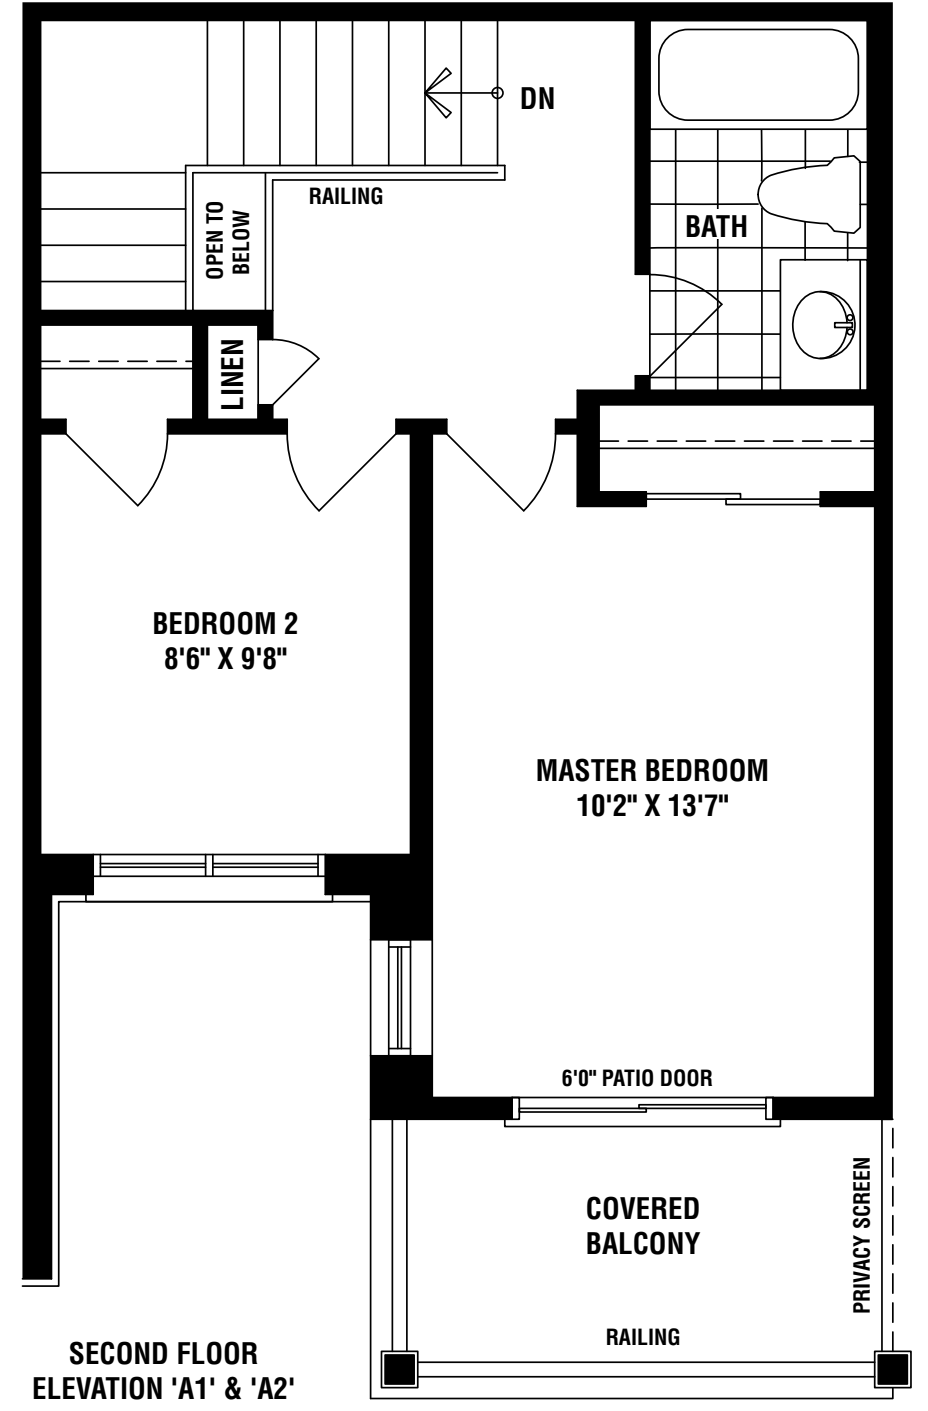 DN
RAILING
OPEN TO
BELOW
BATH
LINEN
BEDROOM 2
8'6" X 9'8"
MASTER BEDROOM
10'2" X 13'7"
6'0" PATIO DOOR
COVERED
BALCONY
PRIVACY SCREEN
RAILING
SECOND FLOOR
ELEVATION 'A1' & 'A2'